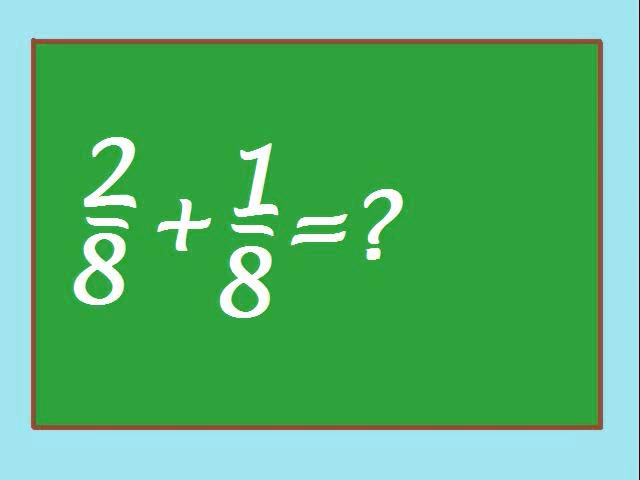 2/8 + 1/8 = ?